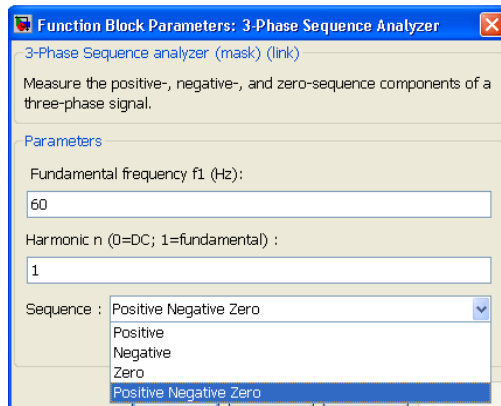 Function Block Parameters: 3-Phase Sequence Analyzer
3-Phase Sequence analyzer (mask) (link)
Measure the positive-, negative-, and zero-sequence components of a
three-phase signal.
Parameters
Fundamental frequency f1 (Hz):
60
Harmonic n (0=DC; 1=fundamental) :
1
Sequence : Positive Negative Zero
Positive
Negative
Zero
Positive Negative Zero